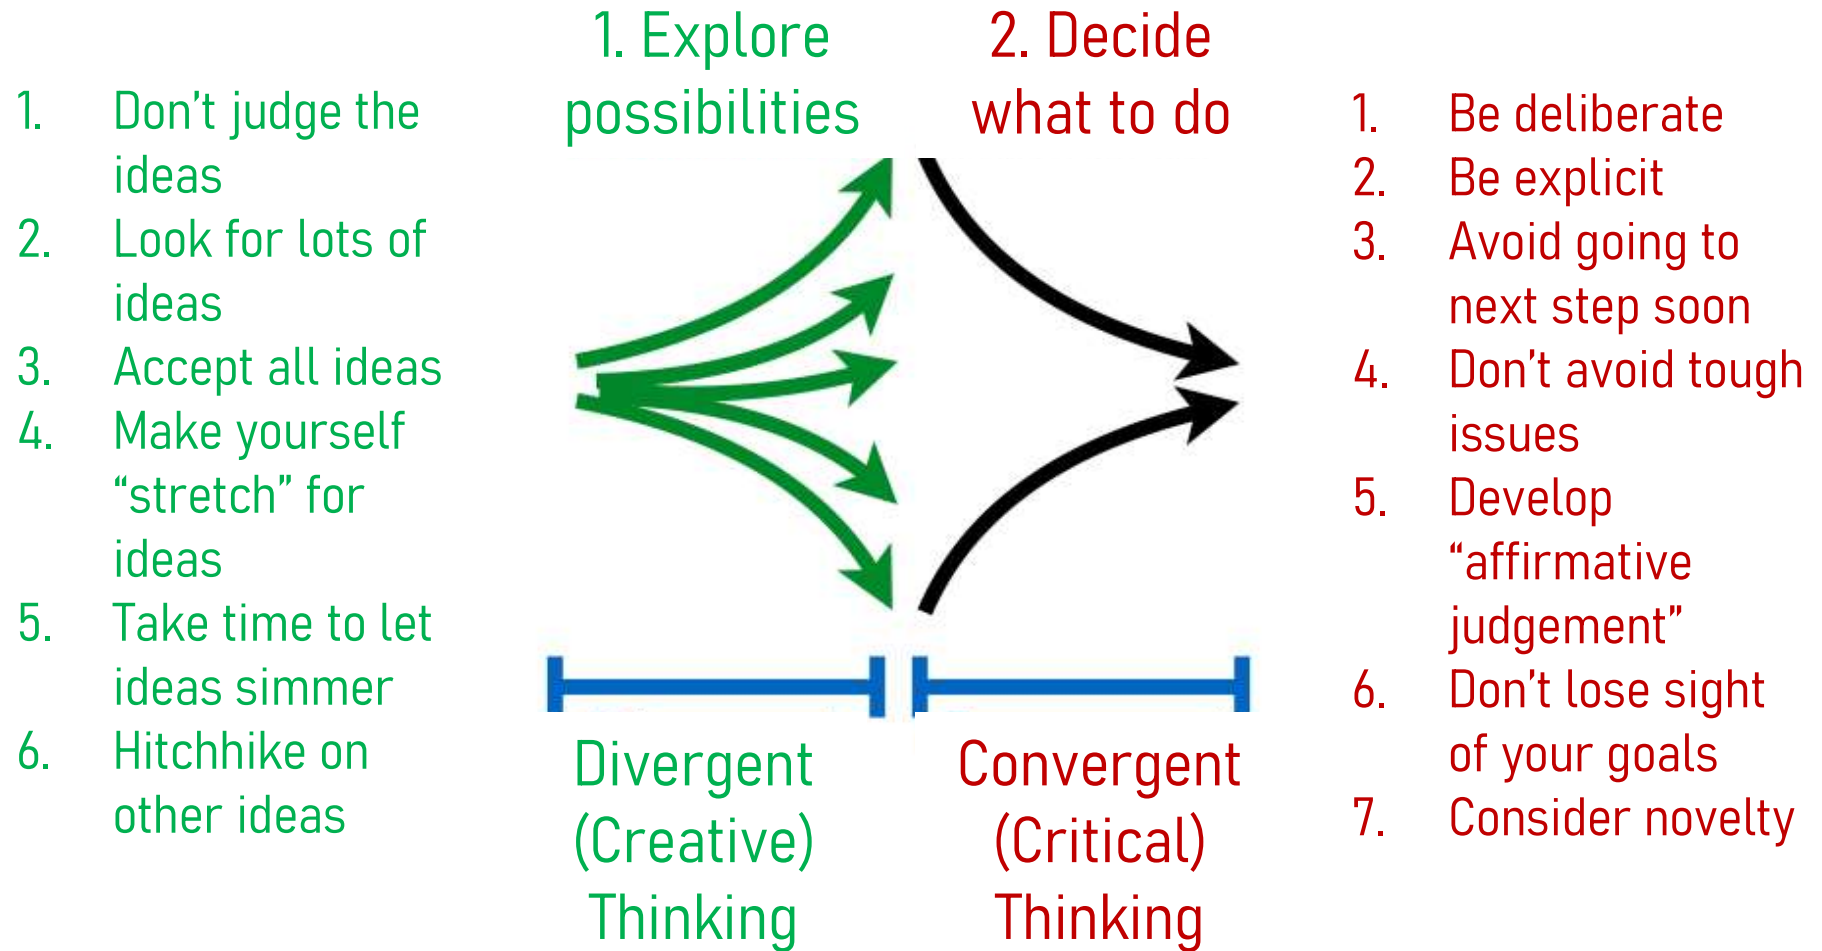 1. Explore
possibilities
2. Decide
what to do
1. Don't judge the
ideas
2. Look for lots of
ideas
3. Accept all ideas
4. Make yourself
“stretch” for
ideas
5. Take time to let
ideas simmer
6. Hitchhike on
other ideas
1. Be deliberate
2. Be explicit
3. Avoid going to
next step soon
4. Don't avoid tough
issues
5. Develop
“affirmative
judgement”
6. Don't lose sight
of your goals
7. Consider novelty
Divergent
(Creative)
Thinking
Convergent
(Critical)
Thinking